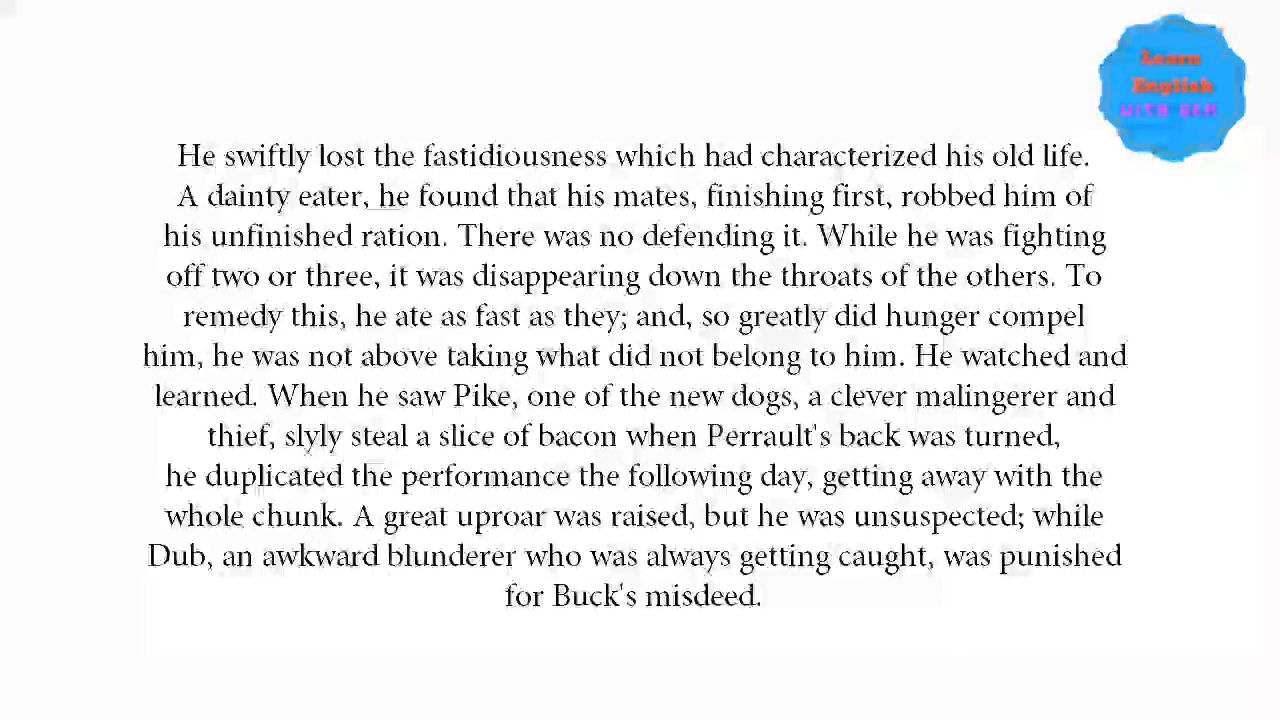 Learn
English
WITH GEM
He swiftly lost the fastidiousness which had characterized his old life.
A dainty eater, he found that his mates, finishing first, robbed him of
his unfinished ration. There was no defending it. While he was fighting
off two or three, it was disappearing down the throats of the others. To
remedy this, he ate as fast as they; and, so greatly did hunger compel
him, he was not above taking what did not belong to him. He watched and
learned. When he saw Pike, one of the new dogs, a clever malingerer and
thief, slyly steal a slice of bacon when Perrault's back was turned,
he duplicated the performance the following day, getting away with the
whole chunk. A great uproar was raised, but he was unsuspected; while
Dub, an awkward blunderer who was always getting caught, was punished
for Buck's misdeed.